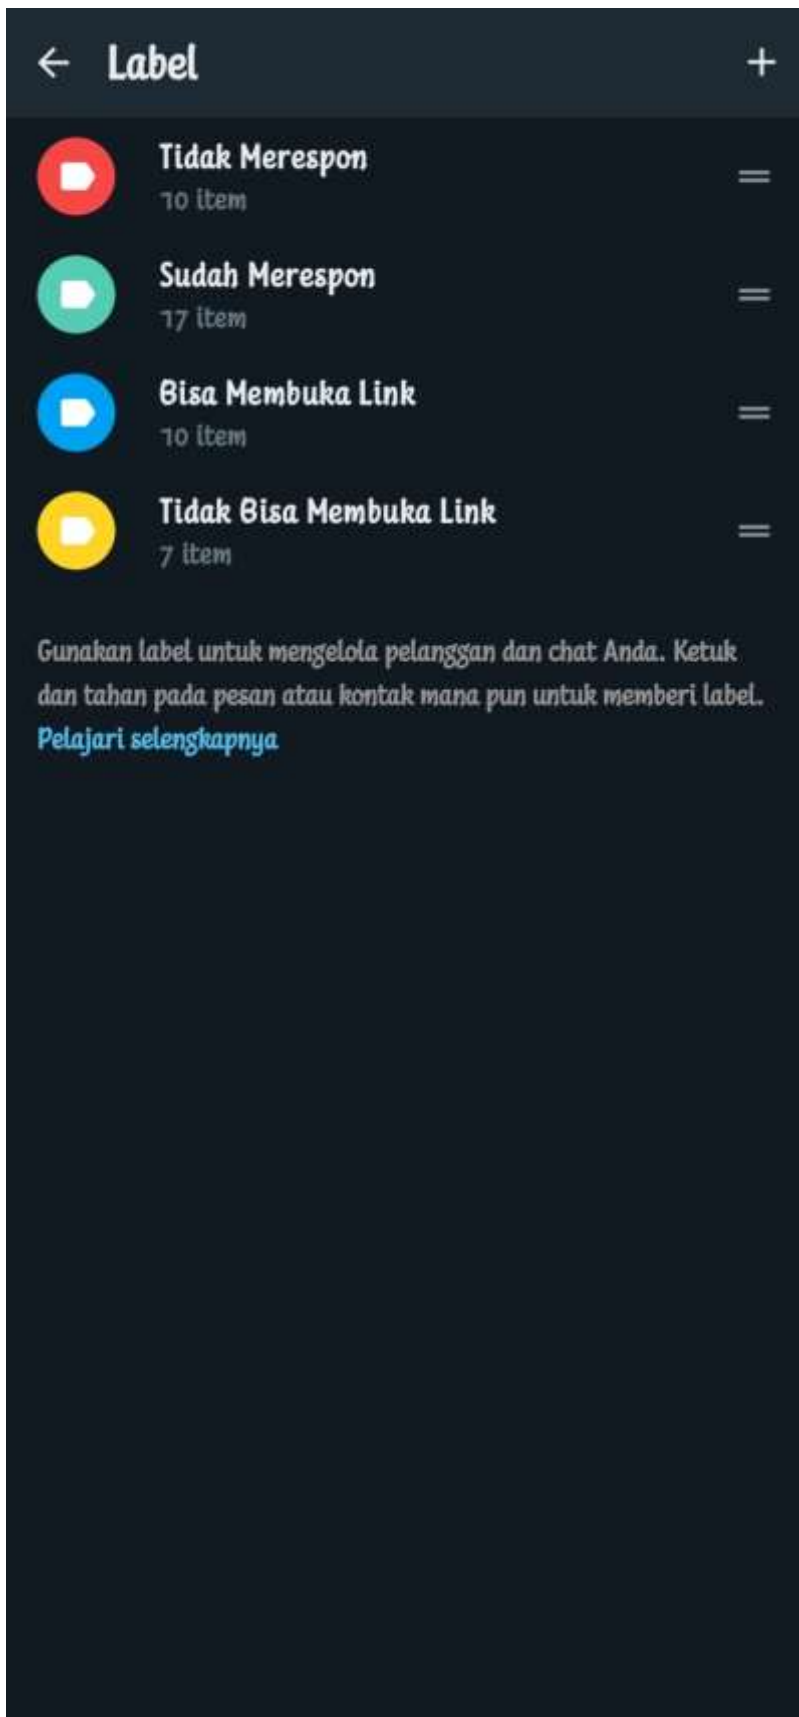 Label
Tidak Merespon
10 item
Sudah Merespon
17 item
Bisa Membuka Link
10 item
Tidak Bisa Membuka Link
7 item
Gunakan label untuk mengelola pelanggan dan chat Anda. Ketuk
dan tahan pada pesan atau kontak mana pun untuk memberi label.
Pelajari selengkapnya